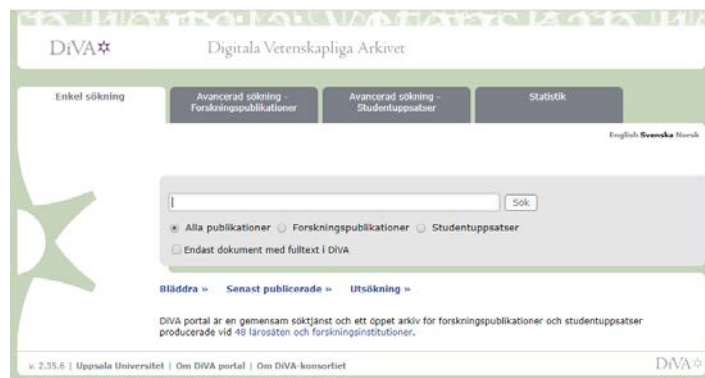 DiVA
Digitala Vetenskapliga Arkivet
Enkel sökning
Avancerad sökning -
Forskningspublikationer
Avancerad sökning -
Studentuppsatser
Statistik
English Svenska Norsk
Sök
Alla publikationer Forskningspublikationer Studentuppsatser
Endast dokument med fulltext i DiVA
Bläddra » Senast publicerade » Utsökning »
DiVA portal är en gemensam söktjänst och ett öppet arkiv för forskningspublikationer och studentuppsatser
producerade vid 48 lärosäten och forskningsinstitutioner.
v. 2.35.6 | Uppsala Universitet | Om DiVA portal | Om DiVA-konsortiet
DiVA